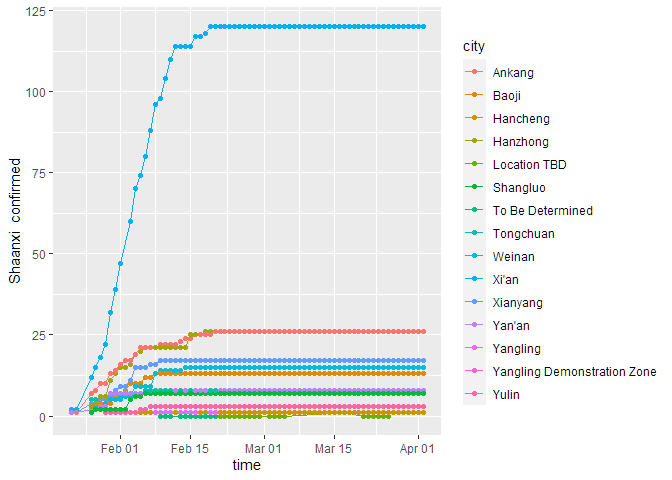 125
100
75
50
25
0
Shaanxi confirmed
Feb 01
Feb 15
Mar 01
Mar 15
Apr 01
time
city
Ankang
Baoji
Hancheng
Hanzhong
Location TBD
Shangluo
To Be Determined
Tongchuan
Weinan
Xi'an
Xianyang
Yan'an
Yangling
Yangling Demonstration Zone
Yulin